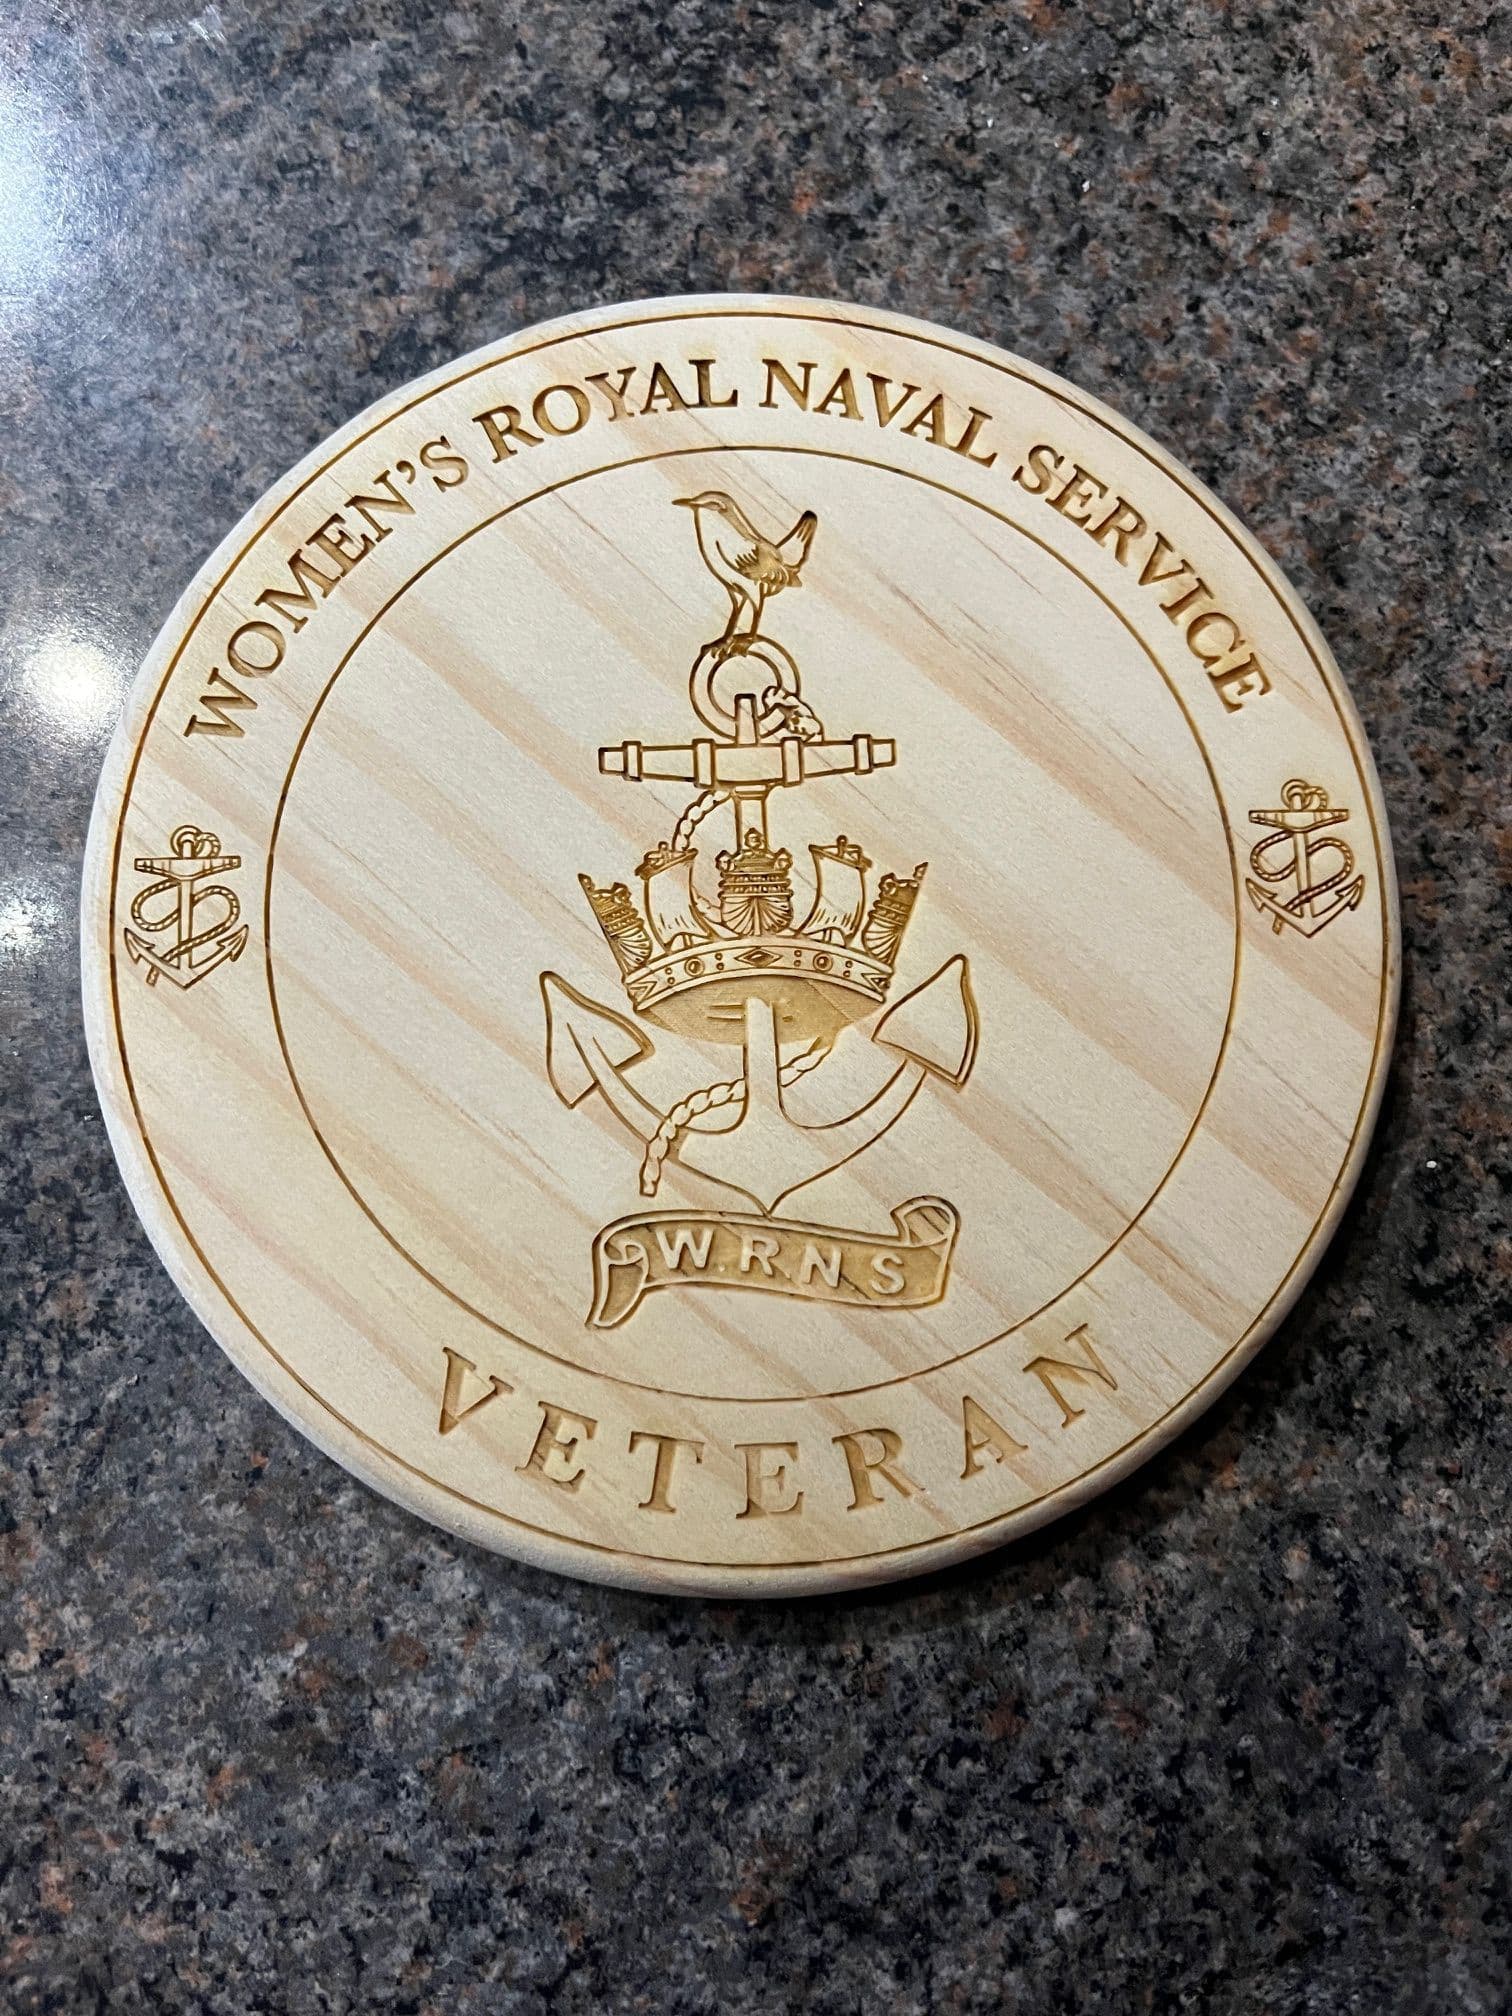 WOMEN'S ROYAL NAVAL SERVICE
W.R.N.S
VETERAN